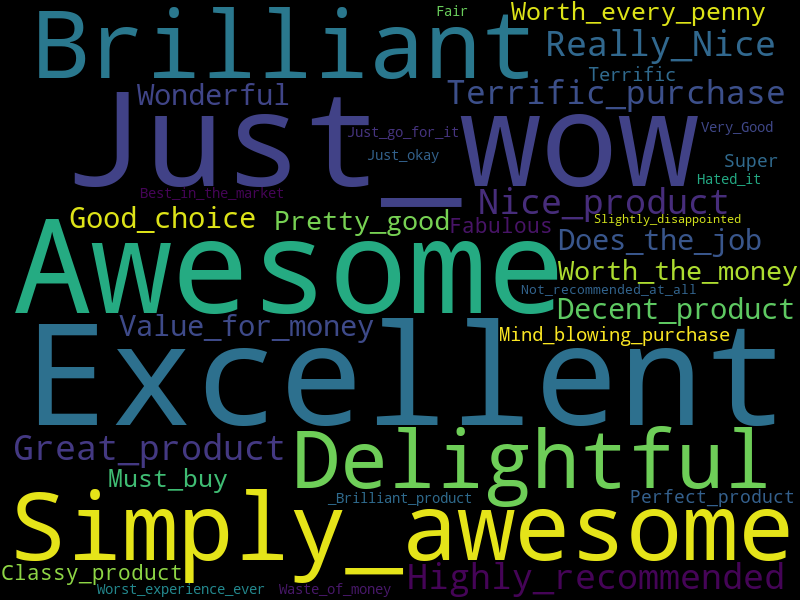 Fair
Worth_every_penny
Brilliant
Really_Nice
Terrific
Wonderful
Terrific_purchase
Just_wow
Just_go_for_it
Very_Good
Just_okay
Super
Hated_it
Best_in_the_market
Nice_product
Good_choice
Pretty_good
Fabulous
Slightly_disappointed
Awesome
Does_the_job
Worth_the_money
Not_recommended_at_all
Decent_product
Value_for_money
Mind_blowing_purchase
Excellent
Great_product
Delightful
Must_buy
_Brilliant_product
Perfect_product
Simply_awesome
Classy_product
Highly_recommended
Worst_experience_ever
Waste_of_money